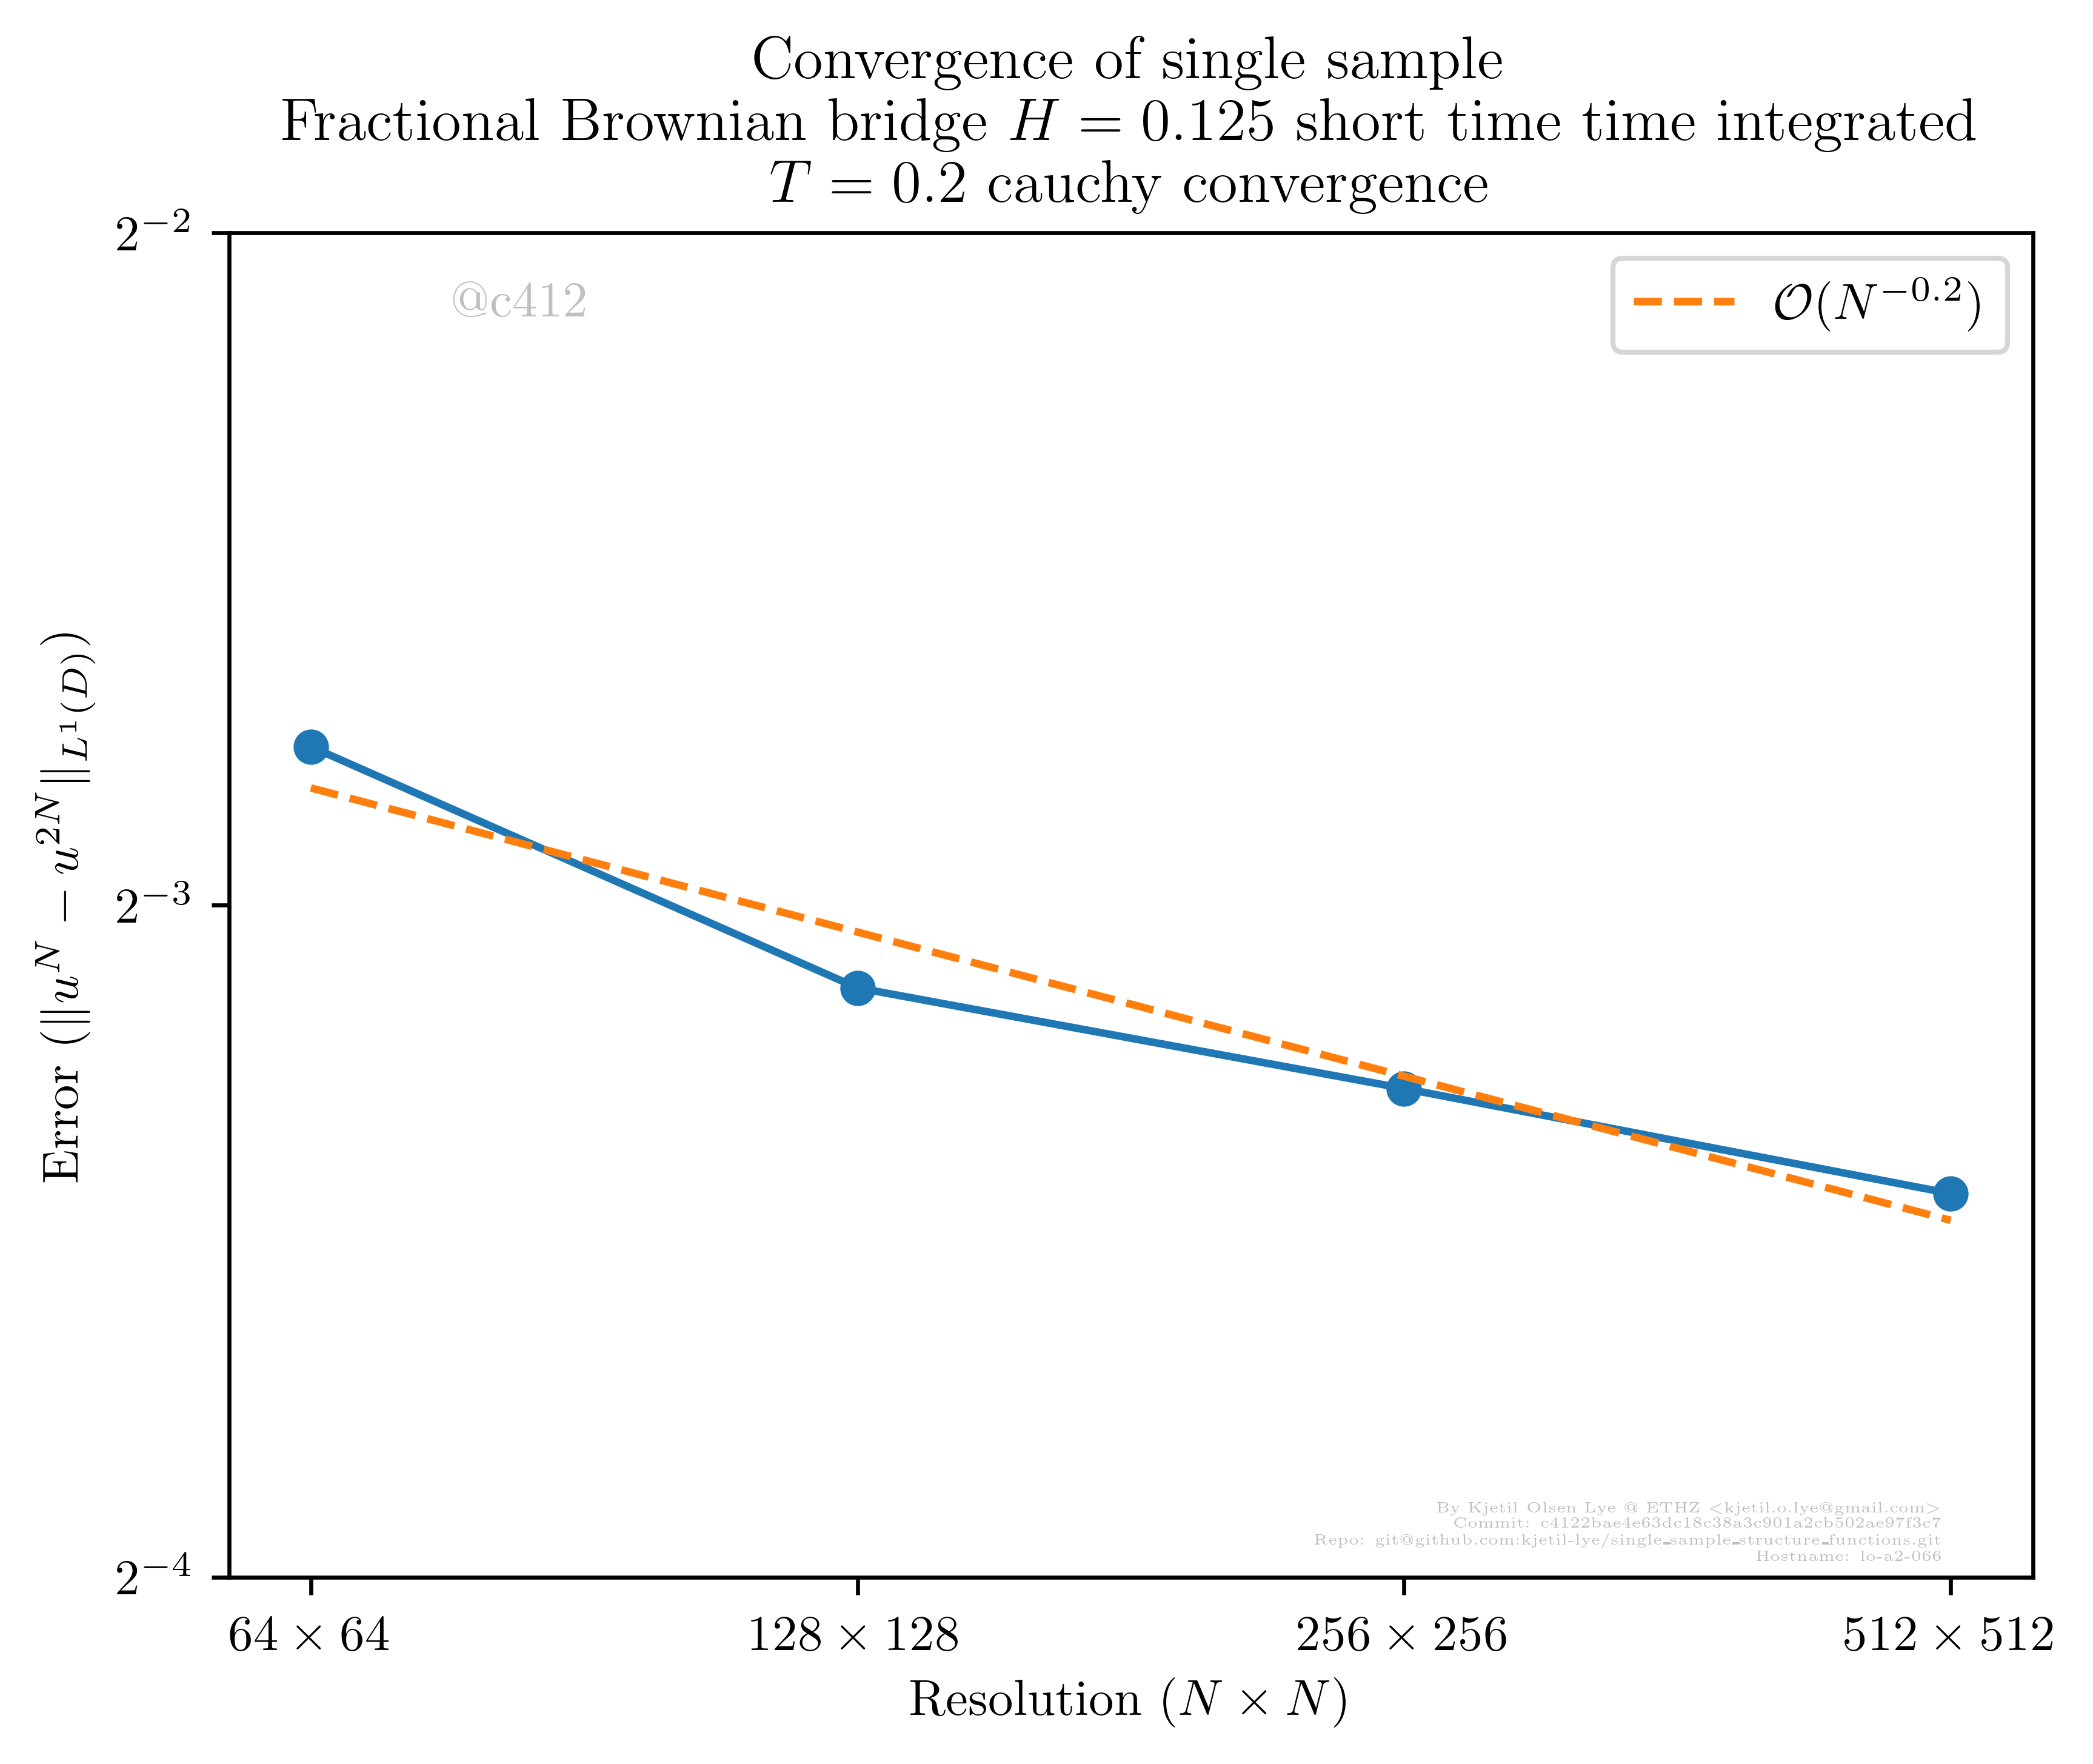 Convergence of single sample
Fractional Brownian bridge $H = 0.125$ short time time integrated
$T = 0.2$ cauchy convergence
$2^{-2}$
@c412
$\mathcal{O}(N^{-0.2})$
Error ($\|u^N - u^{2N}\|_{L^1(D)}$)
$2^{-3}$
By Kjetil Olsen Lye @ ETHZ <kjetil.o.lye@gmail.com>
Commit: c4122bae4e63dc18c38a3c901a2cb502ae97f3c7
Repo: git@github.com:kjetil-lye/single_sample_structure_functions.git
Hostname: lo-a2-066
$2^{-4}$
64 × 64 128 × 128 256 × 256 512 × 512
Resolution ($N \times N$)